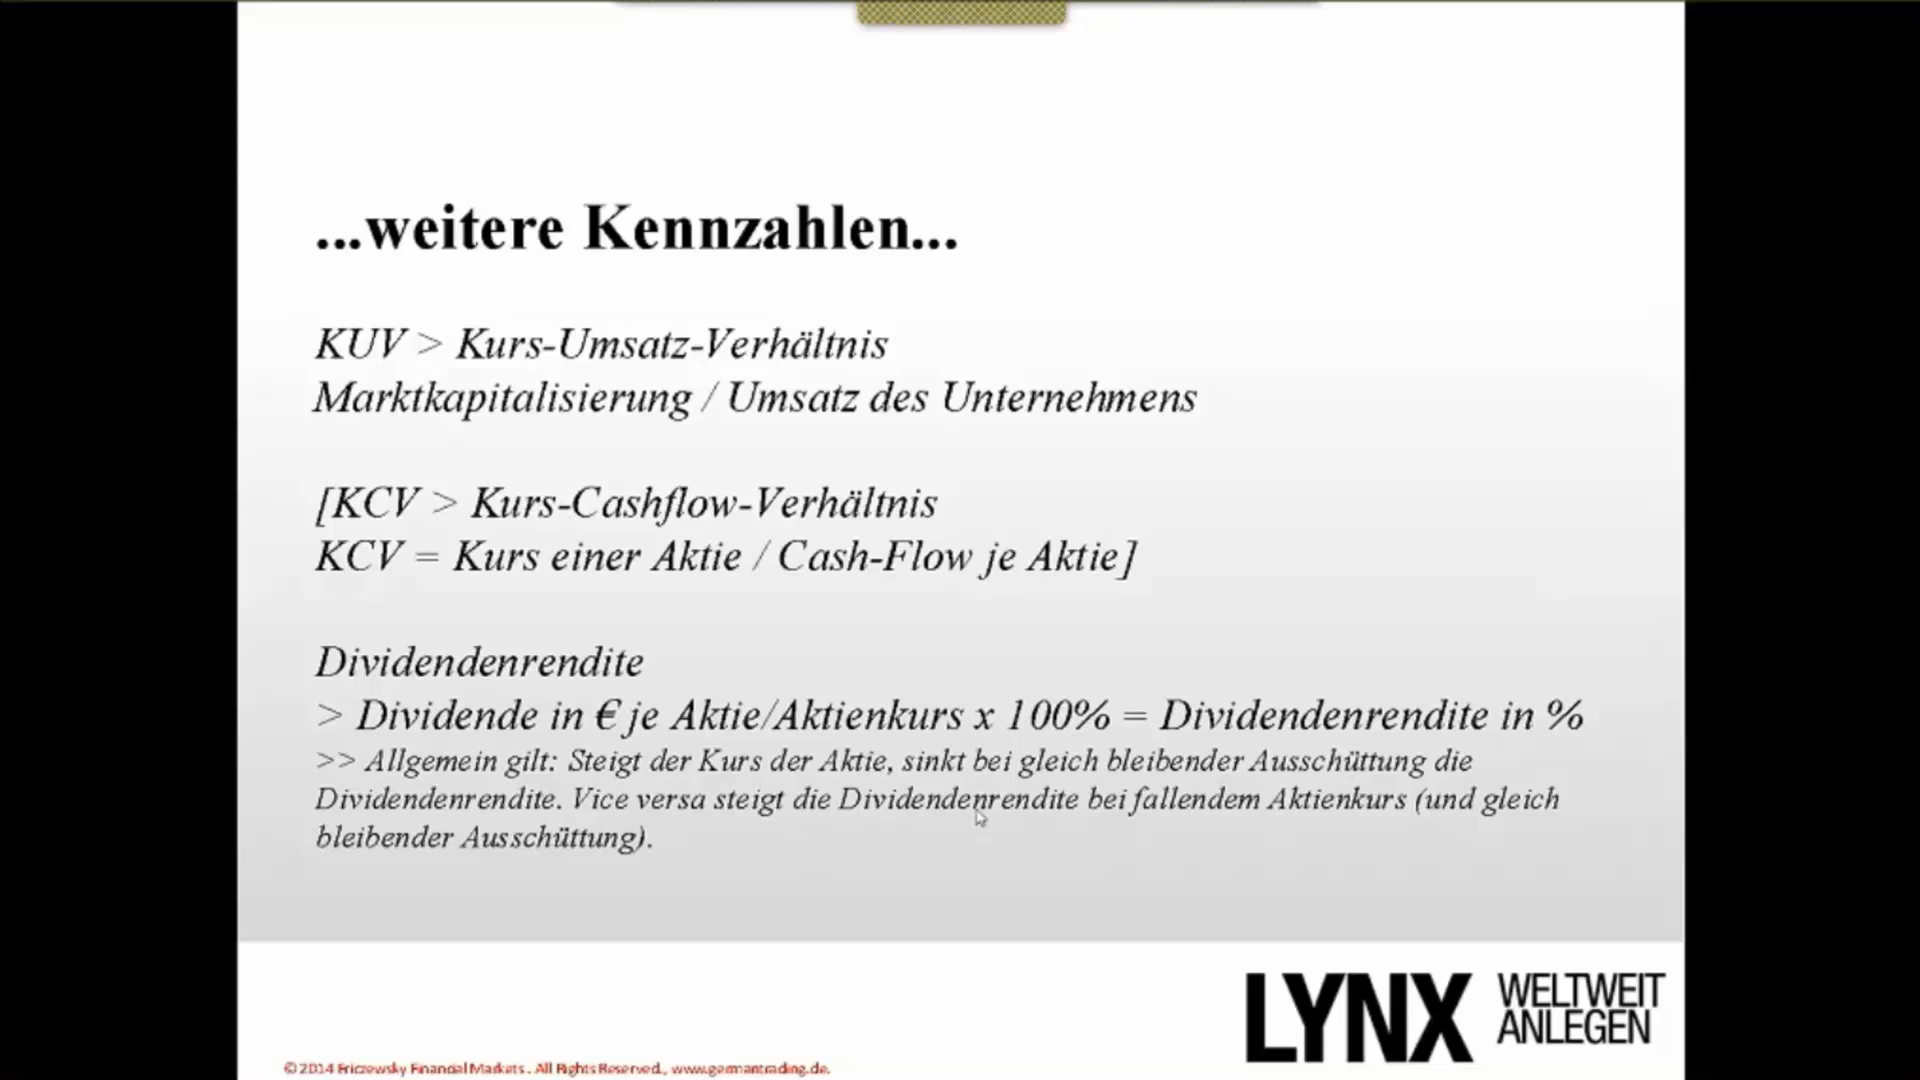 ...weitere Kennzahlen...
KUV > Kurs-Umsatz-Verhältnis
Marktkapitalisierung / Umsatz des Unternehmens
[KCV > Kurs-Cashflow-Verhältnis
KCV = Kurs einer Aktie / Cash-Flow je Aktie]
Dividendenrendite
> Dividende in € je Aktie/Aktienkurs x 100% = Dividendenrendite in %
>> Allgemein gilt: Steigt der Kurs der Aktie, sinkt bei gleich bleibender Ausschüttung die
Dividendenrendite. Vice versa steigt die Dividendenrendite bei fallendem Aktienkurs (und gleich
bleibender Ausschüttung).
LYNX WELTWEIT
ANLEGEN
© 2014 Friczewsky Financial Markets . All Rights Reserved., www.germantrading.de.